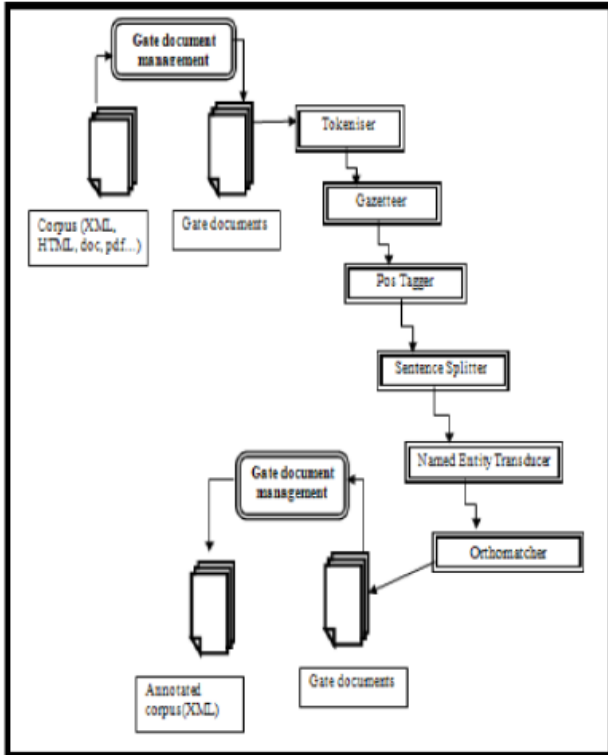 Gate document
management
Tokeniser
Corpus (XML,
HTML, doc, pdf...)
Gate documents
Gazetteer
Pos Tagger
Sentence Splitter
Named Entity Transducer
Gate document
management
Orthomatcher
Annotated
corpus(XML)
Gate documents